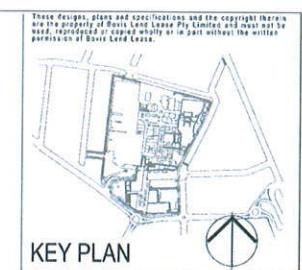 These designs, plans and specifications and the copyright therein
are the property of Bovis Lend Lease Pty Limited and must not be
used, reproduced or copied wholly or in part without the written
permission of Bovis Lend Lease.
KEY PLAN